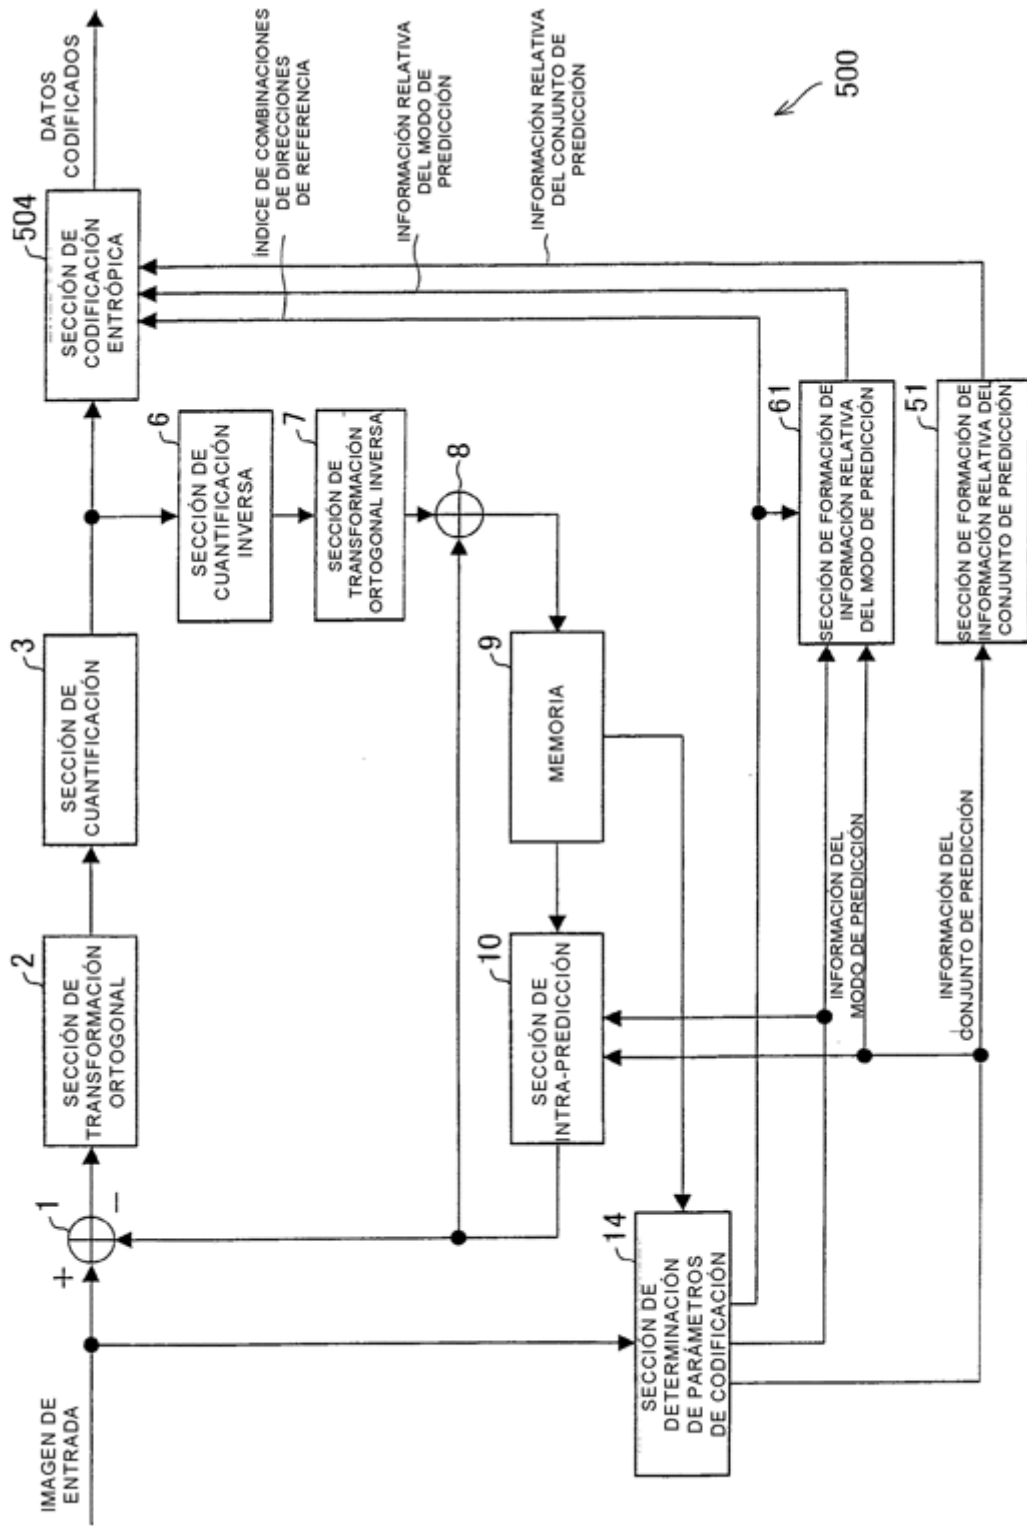 IMAGEN DE
ENTRADA
+
1
−
2
SECCIÓN DE
TRANSFORMACIÓN
ORTOGONAL
3
SECCIÓN DE
CUANTIFICACIÓN
504
SECCIÓN DE
CODIFICACIÓN
ENTRÓPICA
DATOS
CODIFICADOS
6
SECCIÓN DE
CUANTIFICACIÓN
INVERSA
7
SECCIÓN DE
TRANSFORMACIÓN
ORTOGONAL INVERSA
8
ÍNDICE DE COMBINACIONES
DE DIRECCIONES
DE REFERENCIA
INFORMACIÓN RELATIVA
DEL MODO DE
PREDICCIÓN
INFORMACIÓN RELATIVA
DEL CONJUNTO DE
PREDICCIÓN
9
MEMORIA
10
SECCIÓN DE
INTRA-PREDICCIÓN
14
SECCIÓN DE
DETERMINACIÓN
DE PARÁMETROS
DE CODIFICACIÓN
INFORMACION DEL
MODO DE PREDICCIÓN
61
SECCIÓN DE FORMACIÓN DE
INFORMACIÓN RELATIVA
DEL MODO DE PREDICCIÓN
INFORMACIÓN DEL
CONJUNTO DE PREDICCIÓN
51
SECCIÓN DE FORMACIÓN DE
INFORMACIÓN RELATIVA DEL
CONJUNTO DE PREDICCIÓN
500